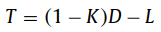 T = (1 − K)D − L